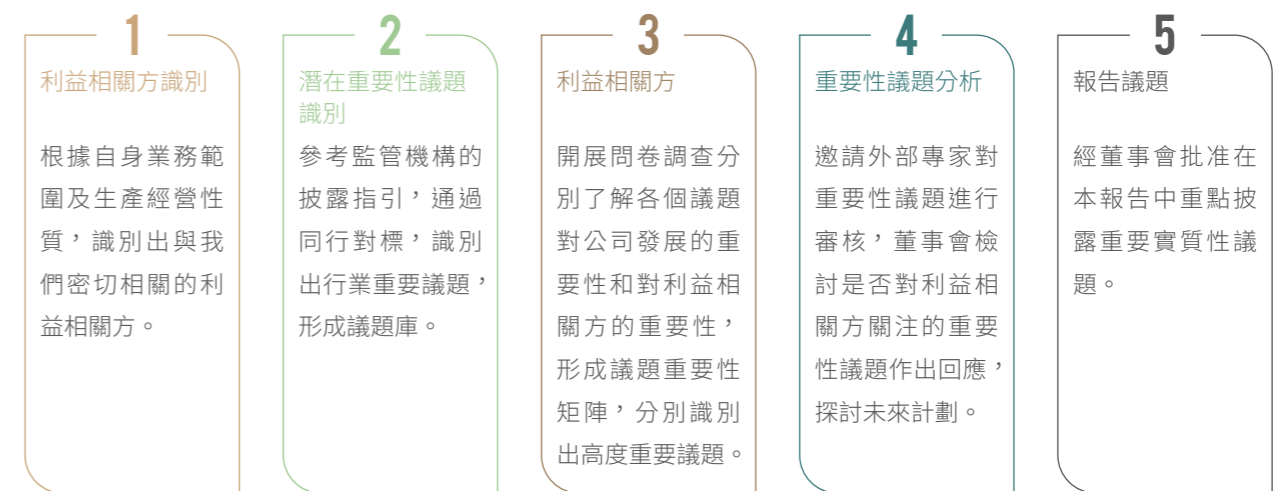 1
利益相關方識別
根據自身業務範
圍及生產經營性
質，識別出與我
們密切相關的利
益相關方。
2
潛在重要性議題
識別
參考監管機構的
披露指引，通過
同行對標，識別
出行業重要議題，
形成議題庫。
3
利益相關方
開展問卷調查分
別了解各個議題
對公司發展的重
要性和對利益相
關方的重要性，
形成議題重要性
矩陣，分別識別
出高度重要議題。
4
重要性議題分析
邀請外部專家對
重要性議題進行
審核，董事會檢
討是否對利益相
關方關注的重要
性議題作出回應，
探討未來計劃。
5
報告議題
經董事會批准在
本報告中重點披
露重要實質性議
題。